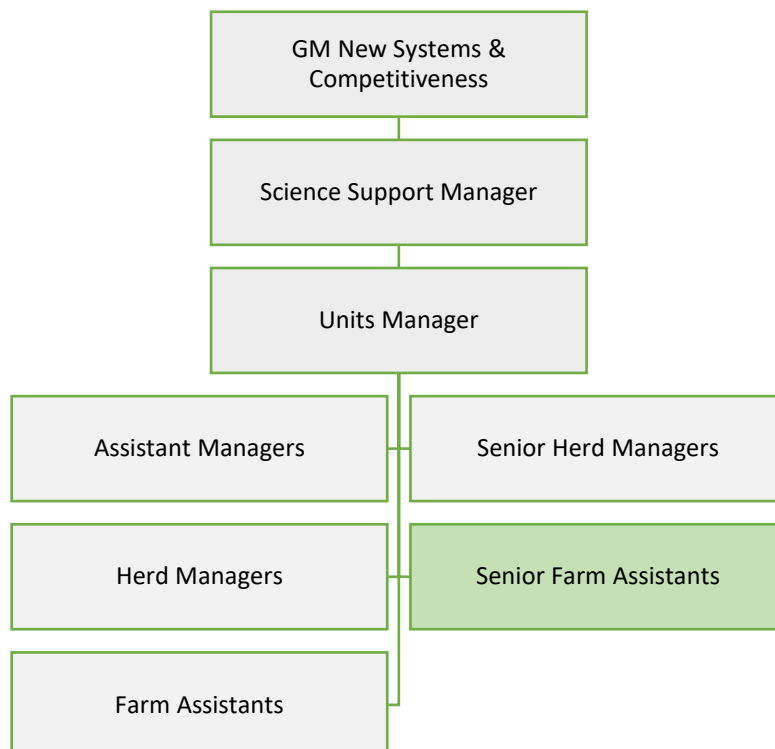 GM New Systems &
Competitiveness
Science Support Manager
Units Manager
Assistant Managers
Senior Herd Managers
Herd Managers
Senior Farm Assistants
Farm Assistants